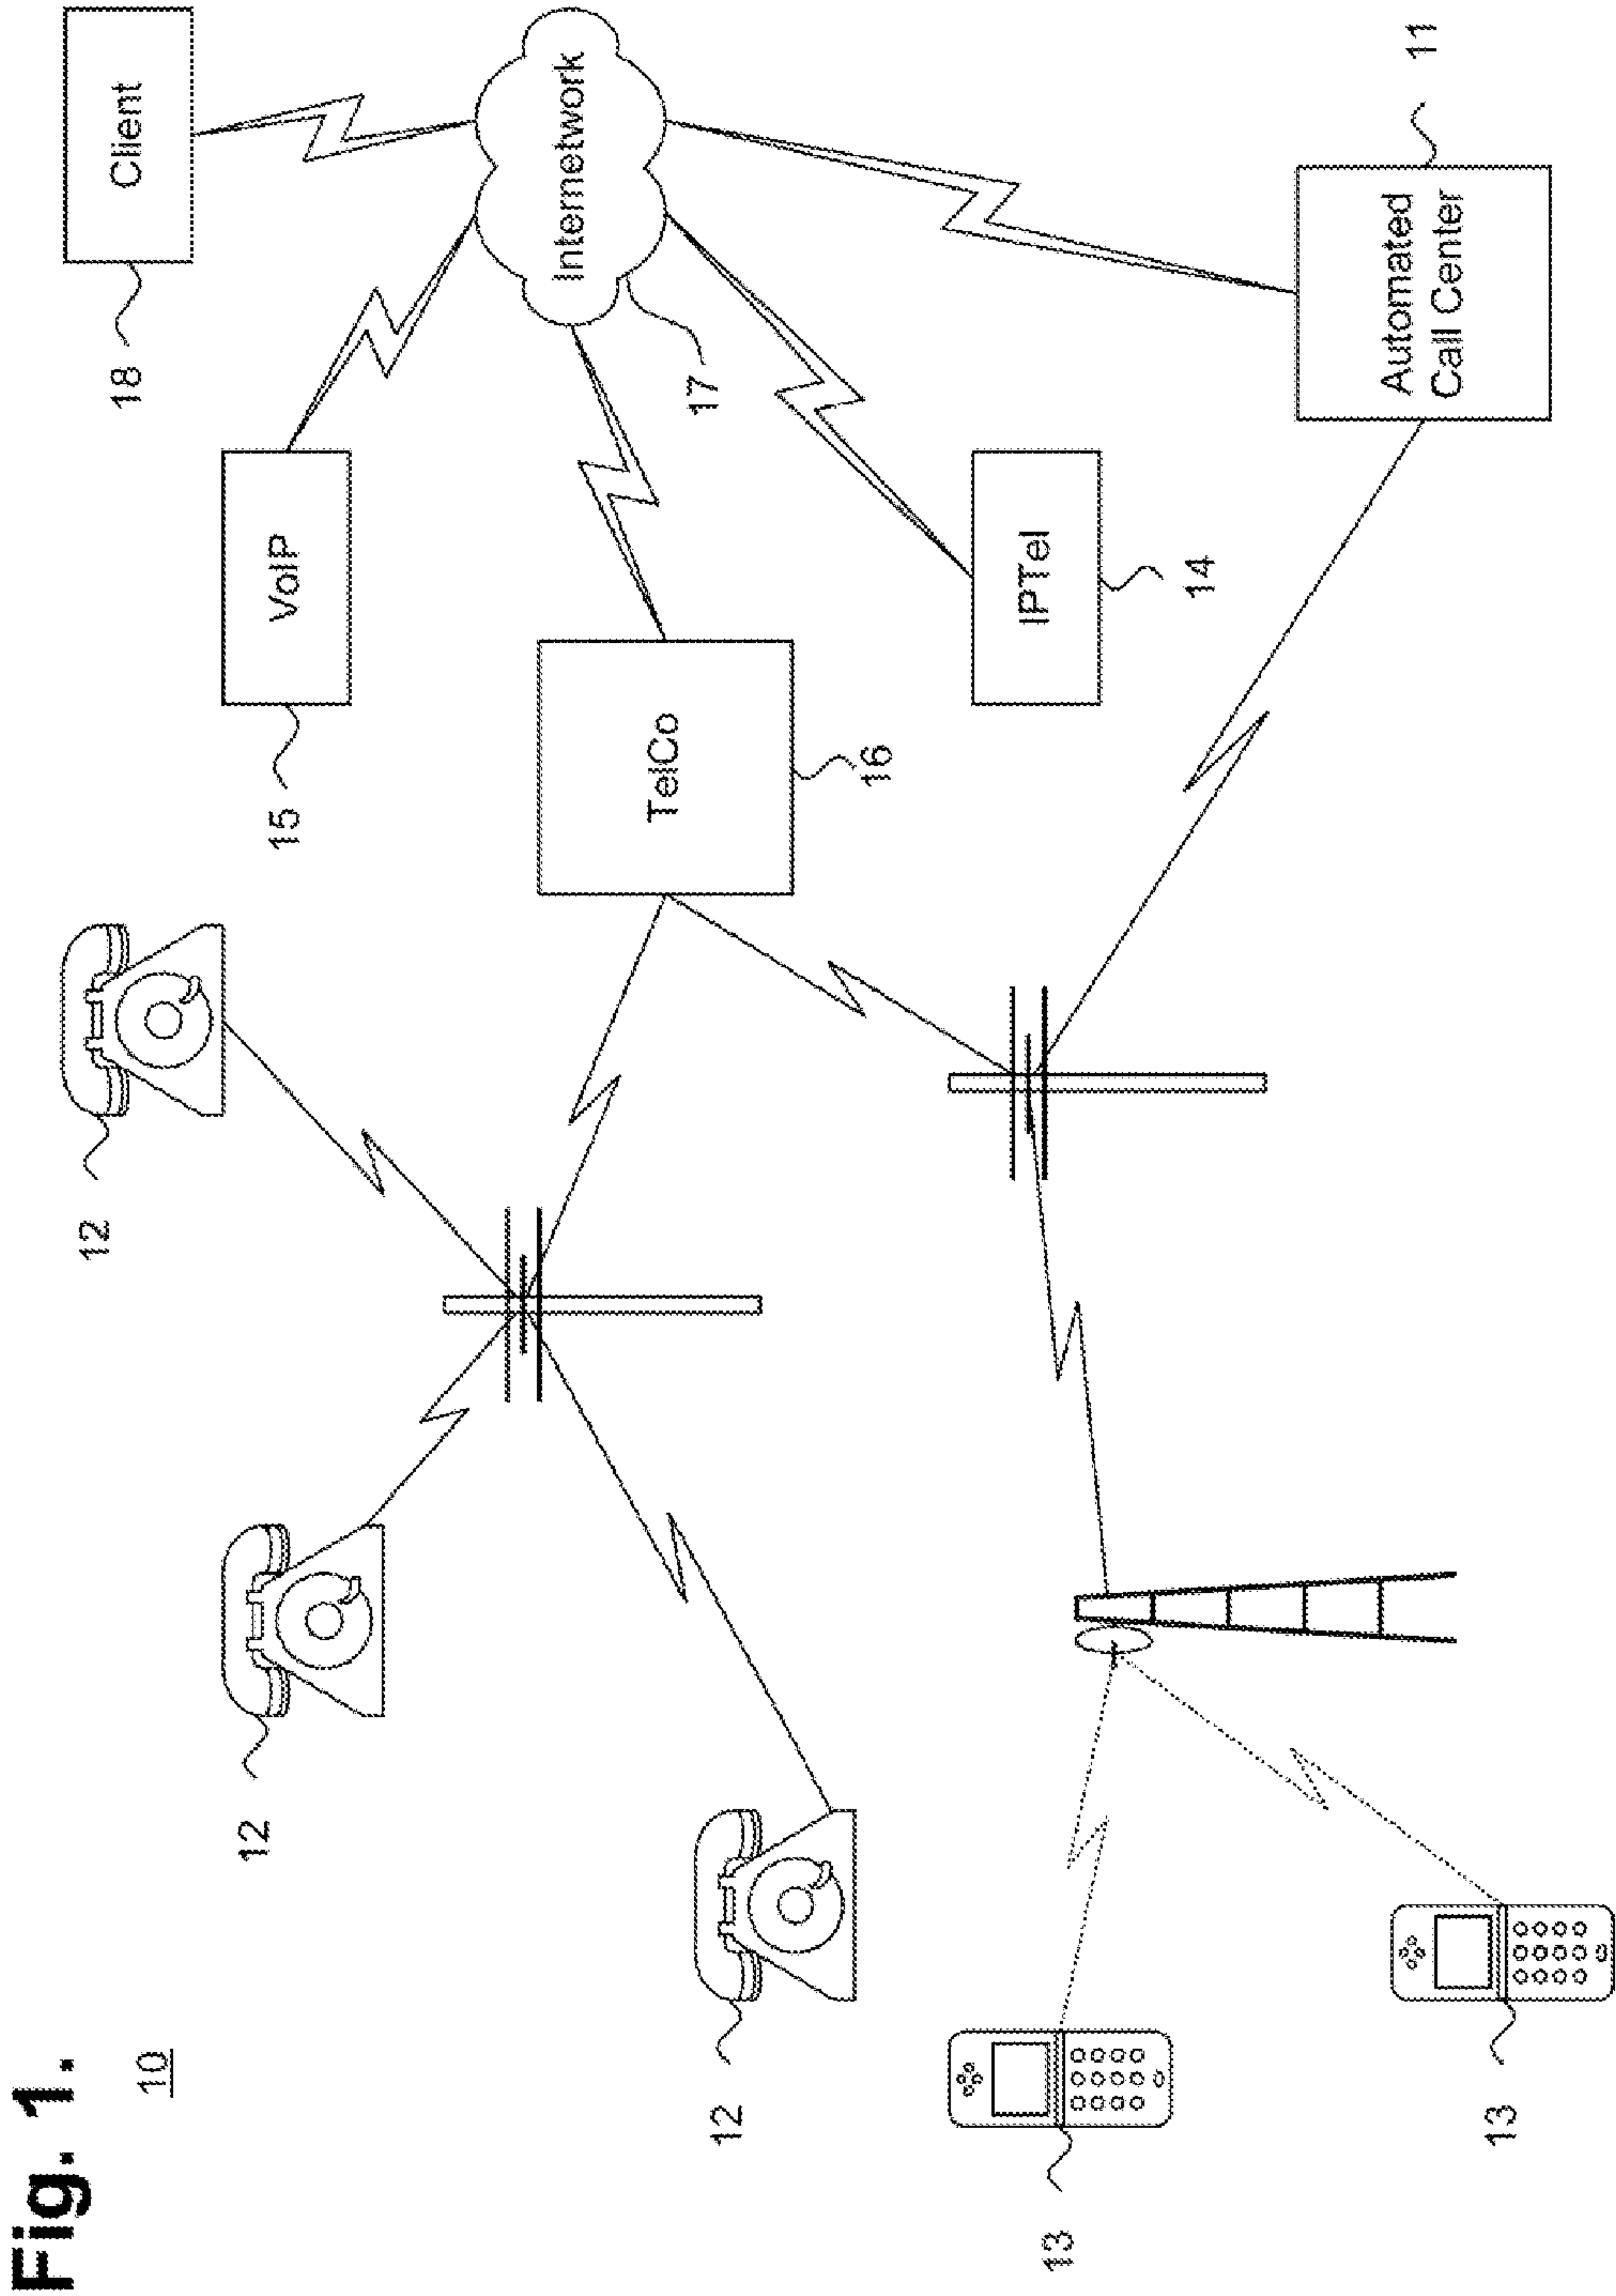 Fig. 1.
10
12
12
12
13
13
15
VoIP
18
Client
TelCo
16
Internetwork
17
IPTel
14
Automated
Call Center
11